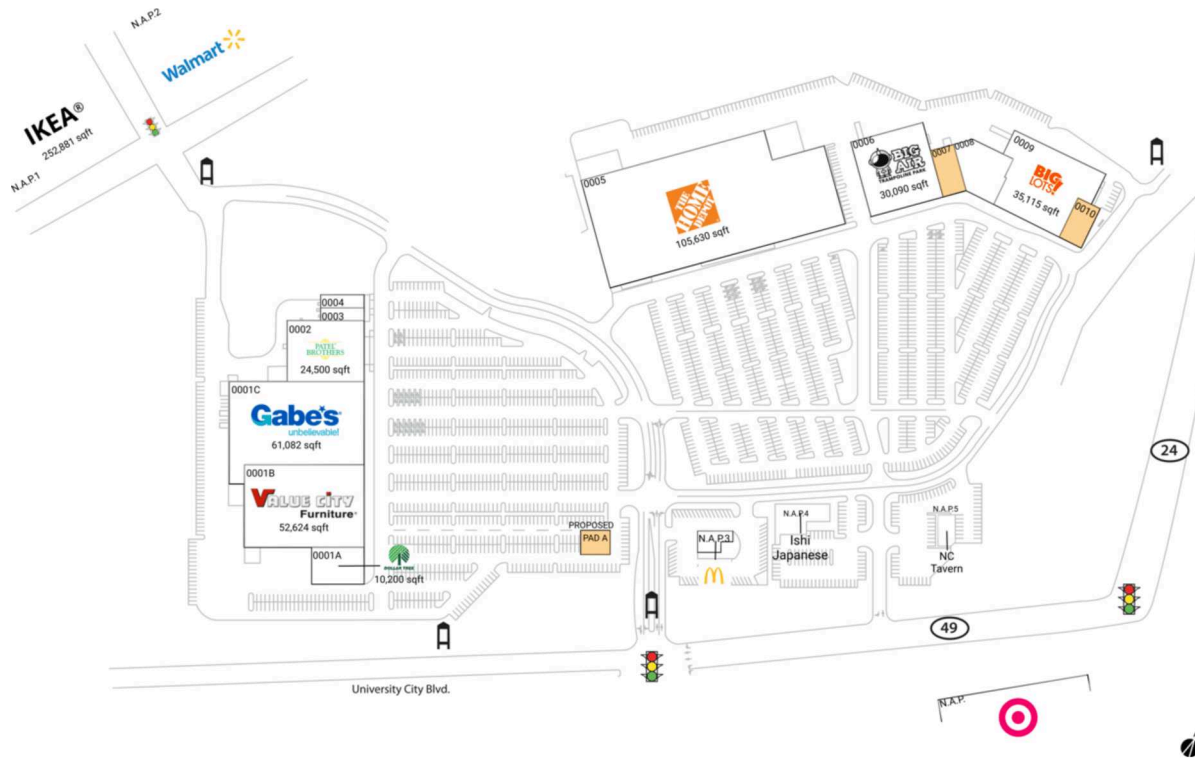 N.A.P.2
Walmart
IKEA®
252,881 sqft
N.A.P.1
0005
THE HOME DEPOT
105,630 sqft
0006
BIG AIR
TRAMPOLINE PARK
30,090 sqft
0007
0008
0009
BIG LOTS!
35,115 sqft
0010
0004
0003
0002
PATEL BROTHERS
24,500 sqft
0001C
Gabe's
unbelievable!
61,082 sqft
0001B
VALUE CITY
Furniture
52,624 sqft
0001A
DOLLAR TREE
10,200 sqft
PROPOSED
PAD A
N.A.P.3
N.A.P.4
Ishi
Japanese
N.A.P.5
NC
Tavern
24
49
University City Blvd.
N.A.P.